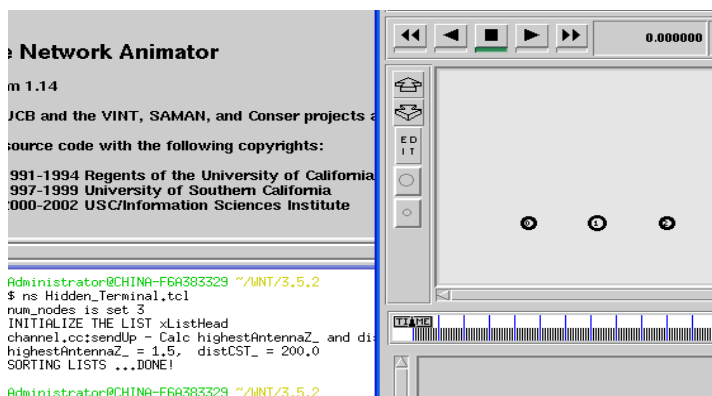 e Network Animator
m 1.14
UCB and the VINT, SAMAN, and Conser projects a
source code with the following copyrights:
991-1994 Regents of the University of California
997-1999 University of Southern California
2000-2002 USC/Information Sciences Institute
0.000000
ED
IT
0 1 2
TIME
Administrator@CHINA-F6A383329 ~/WNT/3.5.2
$ ns Hidden_Terminal.tcl
num_nodes is set 3
INITIALIZE THE LIST xListHead
channel.cc:sendUp - Calc highestAntennaZ_ and di
highestAntennaZ_ = 1.5, distCST_ = 200.0
SORTING LISTS ...DONE!
Administrator@CHINA-F6A383329 ~/WNT/3.5.2